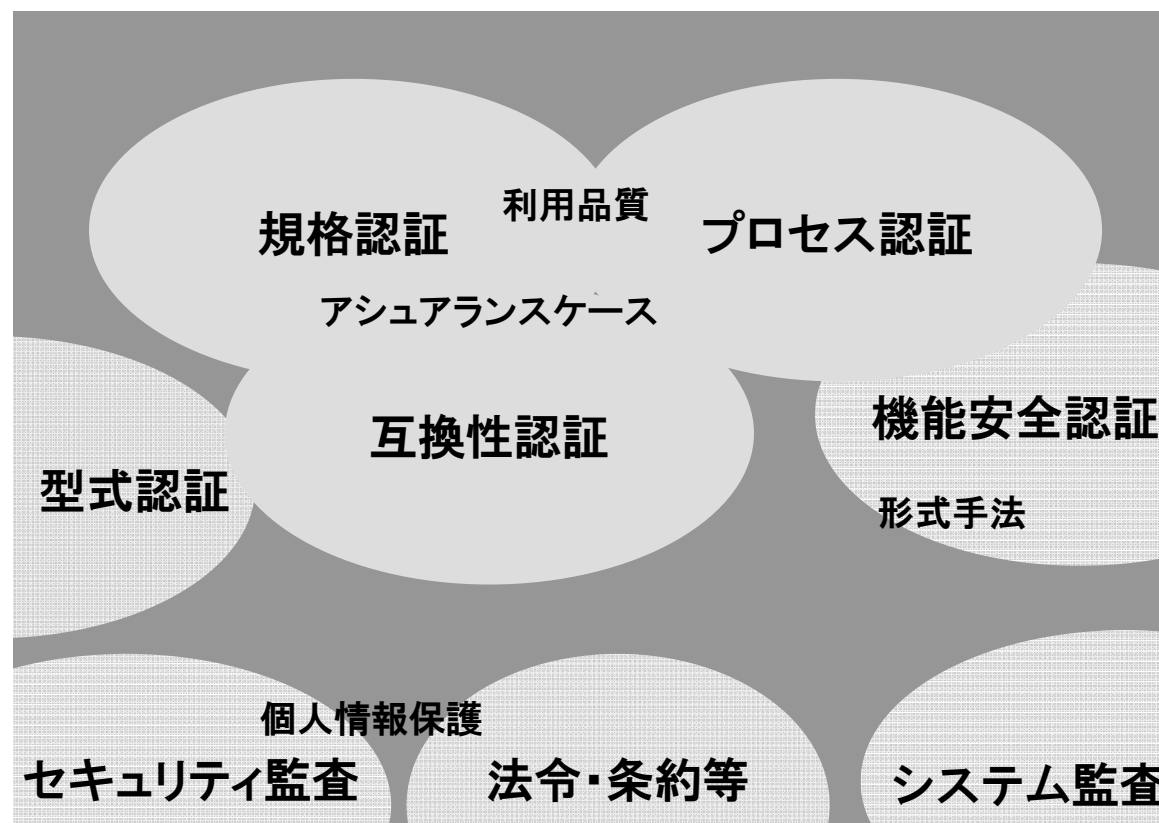 利用品質
規格認証
プロセス認証
アシュアランスケース
互換性認証
機能安全認証
型式認証
形式手法
個人情報保護
セキュリティ監査
法令・条約等
システム監査